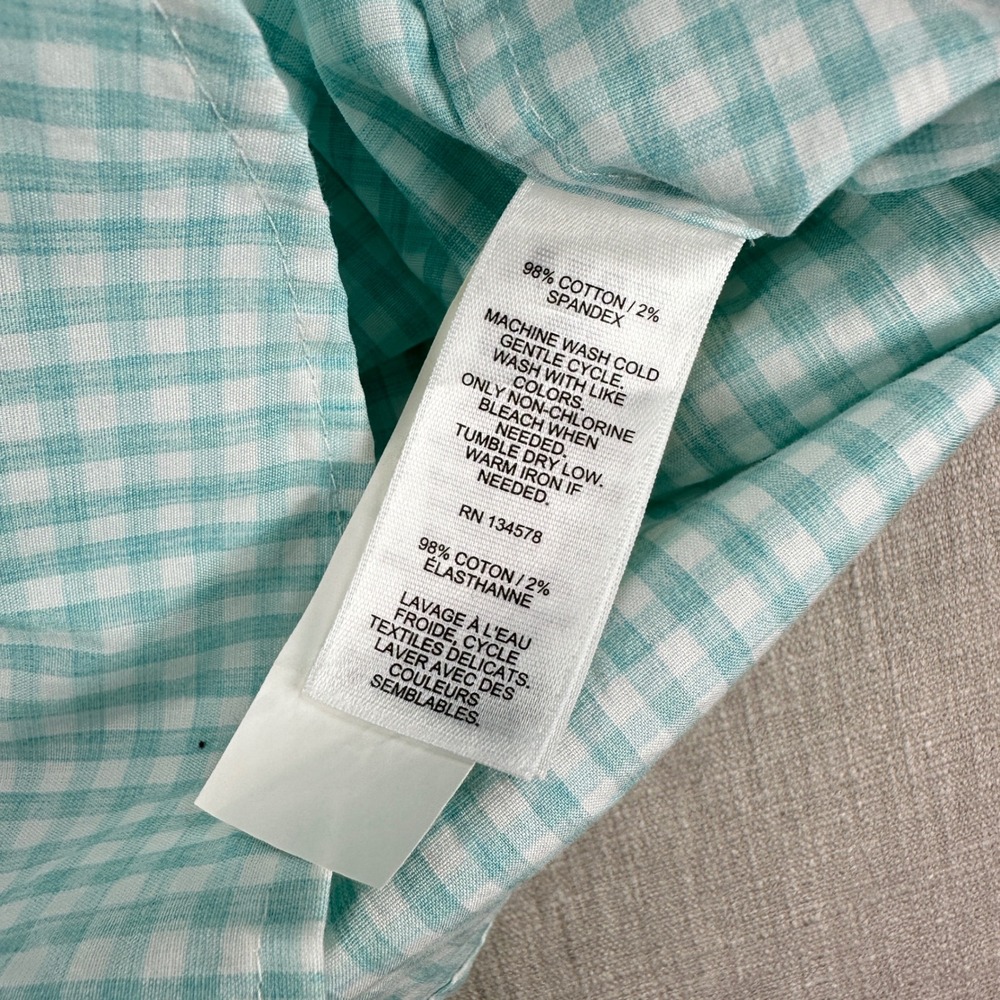 98% COTTON / 2%
SPANDEX
MACHINE WASH COLD
GENTLE CYCLE.
WASH WITH LIKE
COLORS.
ONLY NON-CHLORINE
BLEACH WHEN
NEEDED.
TUMBLE DRY LOW.
WARM IRON IF
NEEDED.
RN 134578
98% COTON / 2%
ÉLASTHANNE
LAVAGE À L'EAU
FROIDE, CYCLE
TEXTILES DÉLICATS.
LAVER AVEC DES
COULEURS
SEMBLABLES.